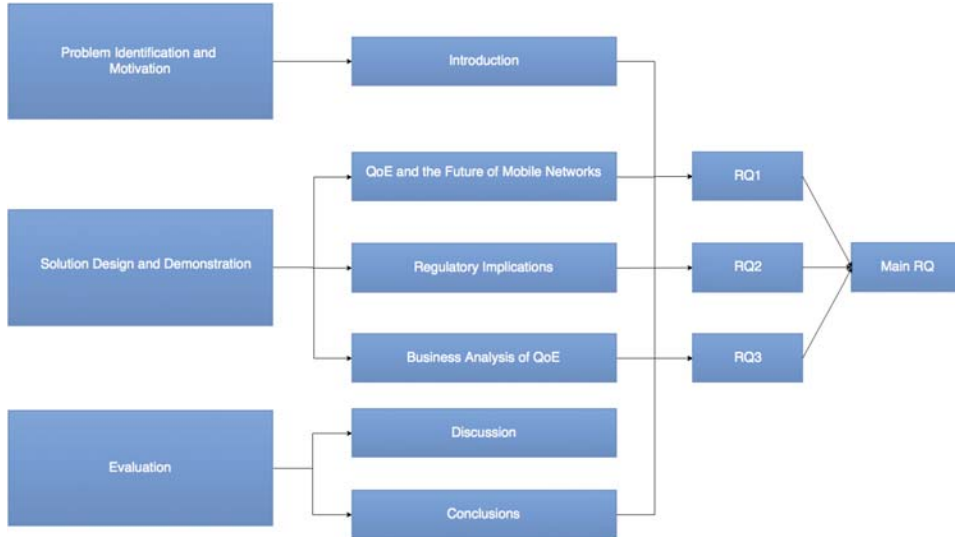 Problem Identification and
Motivation
Introduction
QoE and the Future of Mobile Networks
RQ1
Solution Design and Demonstration
Regulatory Implications
RQ2
Main RQ
Business Analysis of QoE
RQ3
Discussion
Evaluation
Conclusions